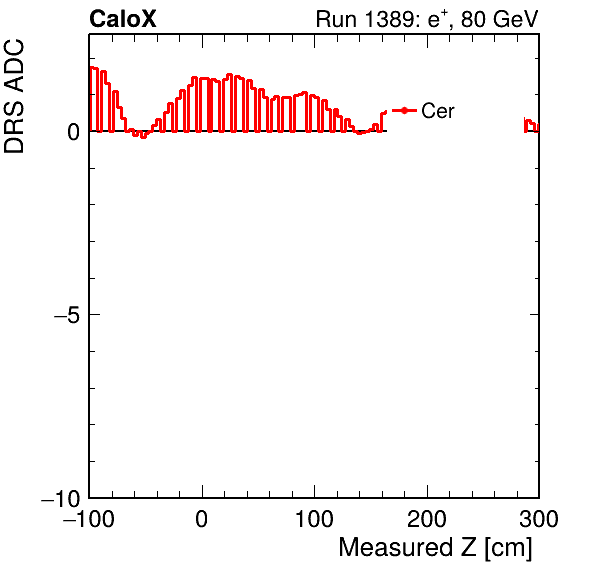 CaloX Run 1389: e⁺, 80 GeV
DRS ADC
Cer
0
−5
−10
−100 0 100 200 300
Measured Z [cm]